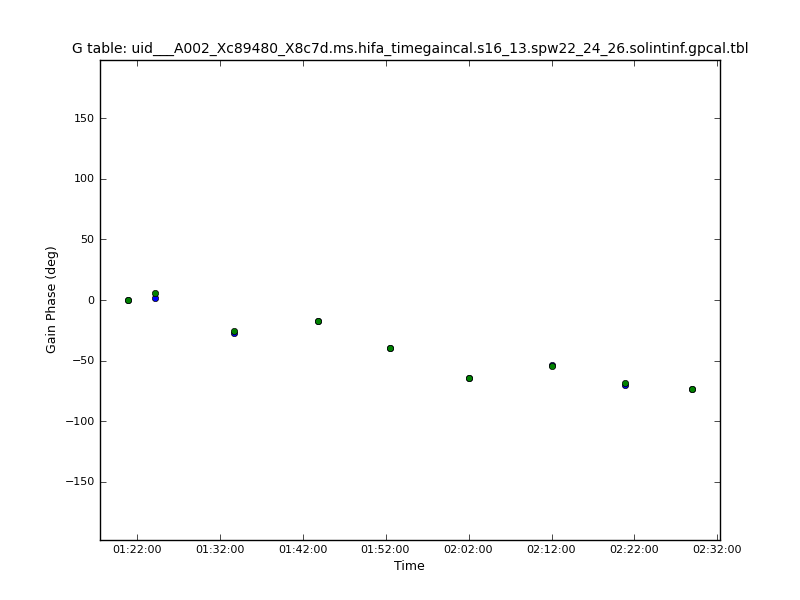 G table: uid___A002_Xc89480_X8c7d.ms.hifa_timegaincal.s16_13.spw22_24_26.solintinf.gpcal.tbl
150
100
50
0
−50
−100
−150
Gain Phase (deg)
01:22:00 01:32:00 01:42:00 01:52:00 02:02:00 02:12:00 02:22:00 02:32:00
Time